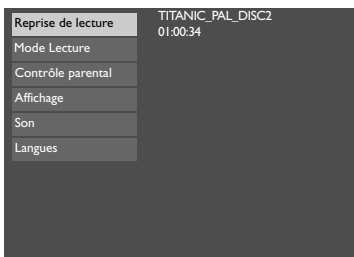 Reprise de lecture
TITANIC_PAL_DISC2
01:00:34
Mode Lecture
Contrôle parental
Affichage
Son
Langues